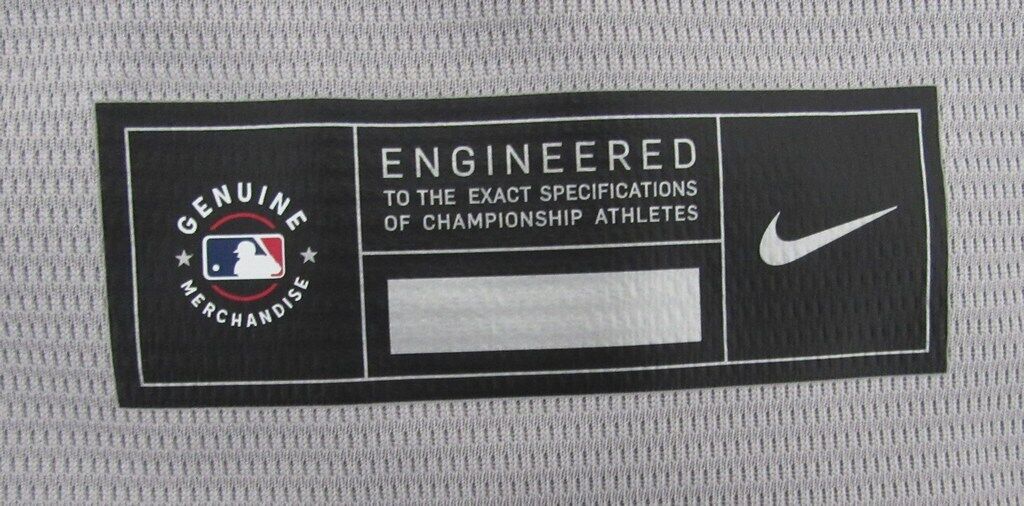 GENUINE
MERCHANDISE
ENGINEERED
TO THE EXACT SPECIFICATIONS
OF CHAMPIONSHIP ATHLETES